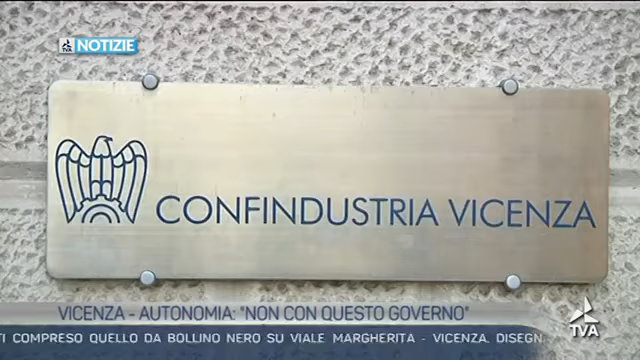 TVA NOTIZIE
CONFINDUSTRIA VICENZA
VICENZA - AUTONOMIA: "NON CON QUESTO GOVERNO"
TI COMPRESO QUELLO DA BOLLINO NERO SU VIALE MARGHERITA - VICENZA. DISEGN
TVA